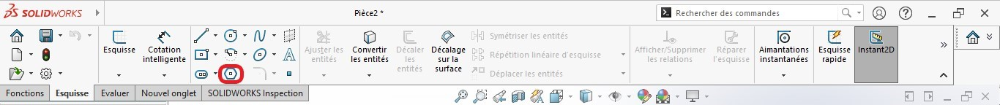 SOLIDWORKS
Pièce2 *
Rechercher des commandes
Esquisse
Cotation
intelligente
Ajuster les
entités
Convertir
les entités
Décaler
les
entités
Décalage
sur la
surface
Symétriser les entités
Répétition linéaire d'esquisse
Déplacer les entités
Afficher/Supprimer
les relations
Réparer
l'esquisse
Aimantations
instantanées
Esquisse
rapide
Instant2D
Fonctions
Esquisse
Evaluer
Nouvel onglet
SOLIDWORKS Inspection